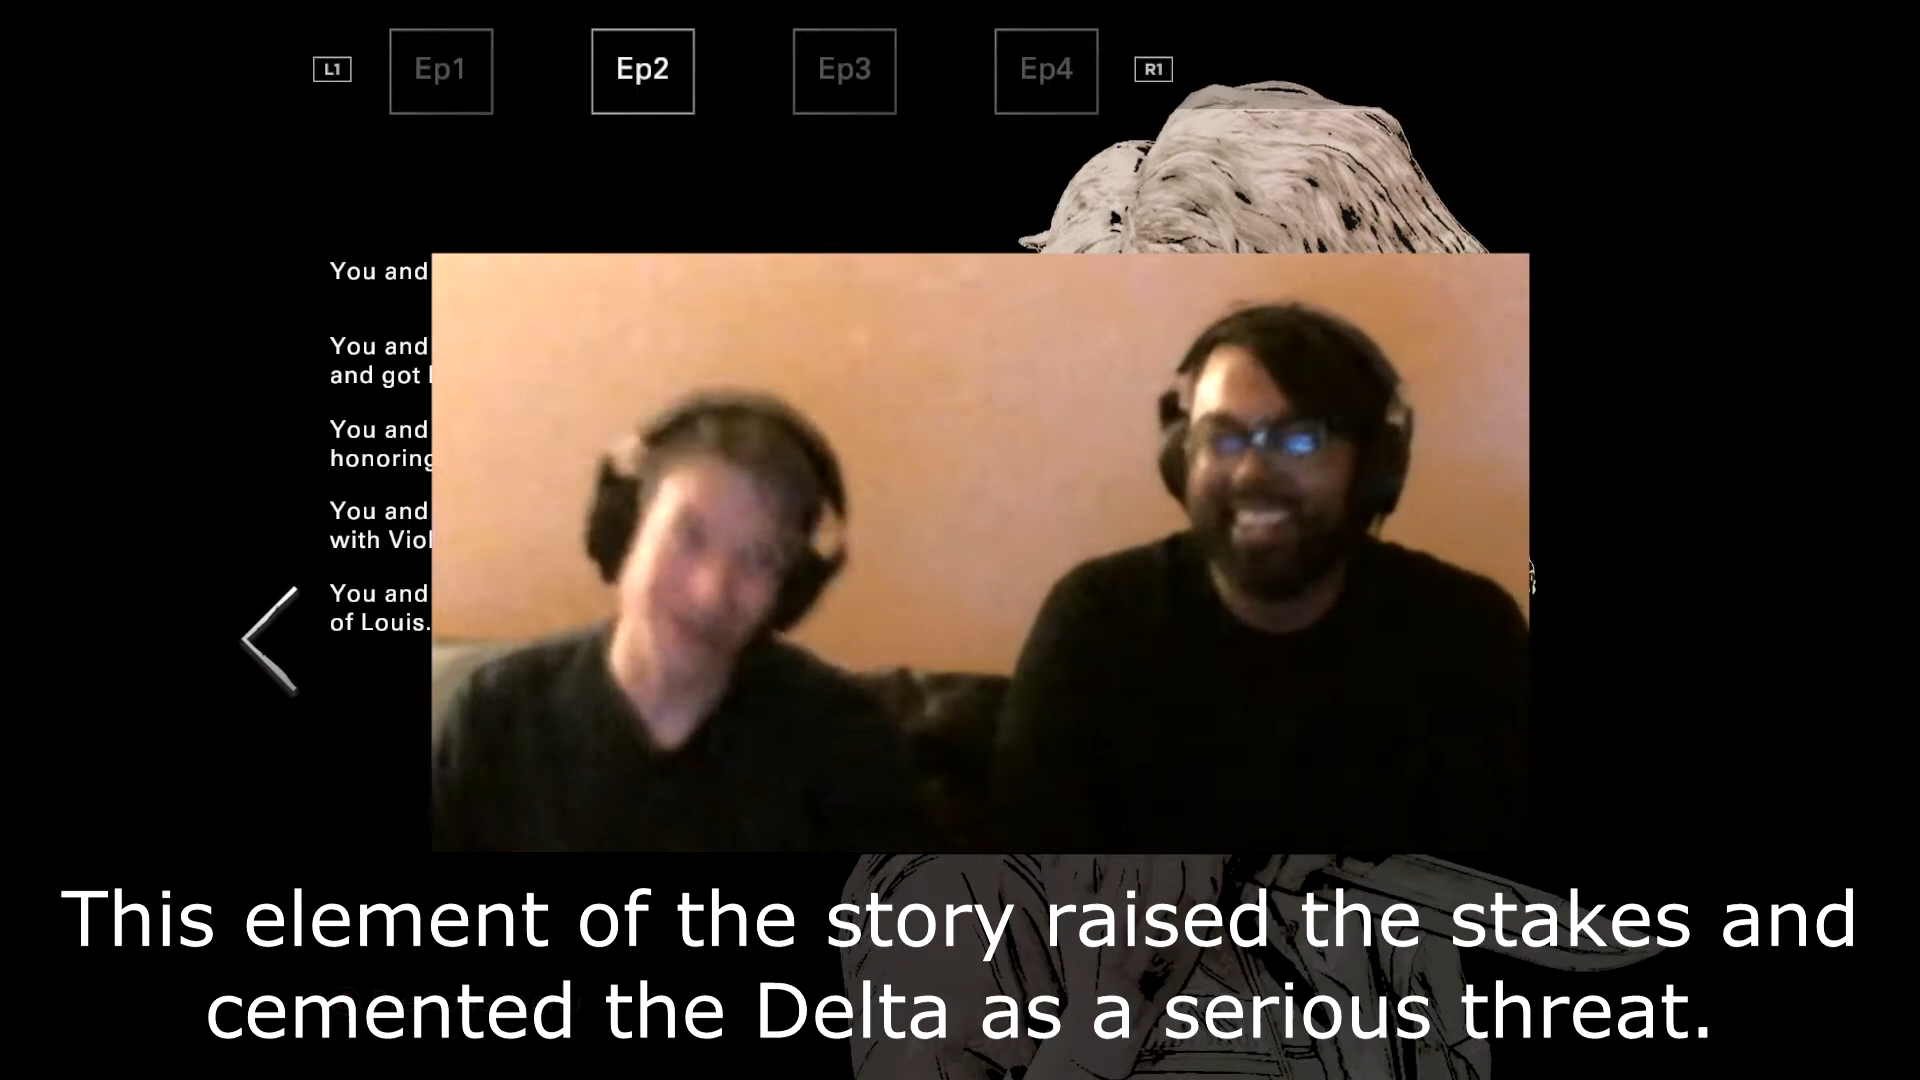 L1 Ep1 Ep2 Ep3 Ep4 R1
You and
You and
and got
You and
honoring
You and
with Viol
You and
of Louis.
This element of the story raised the stakes and
cemented the Delta as a serious threat.